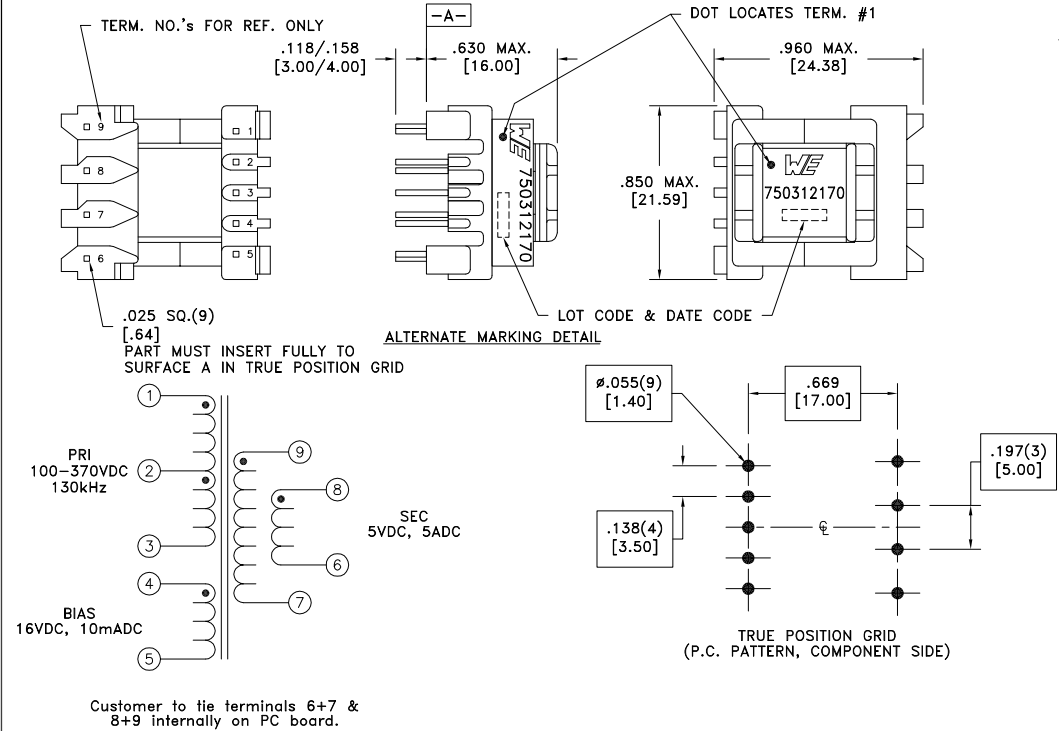 TERM. NO.'s FOR REF. ONLY
-A-
DOT LOCATES TERM. #1
.118/.158
[3.00/4.00]
.630 MAX.
[16.00]
.960 MAX.
[24.38]
9
8
7
6
1
2
3
4
5
WE 750312170
.850 MAX.
[21.59]
WE
750312170
.025 SQ.(9)
[.64]
LOT CODE & DATE CODE
ALTERNATE MARKING DETAIL
PART MUST INSERT FULLY TO
SURFACE A IN TRUE POSITION GRID
1
PRI
100-370VDC
130kHz
2
3
4
BIAS
16VDC, 10mADC
5
9
8
SEC
5VDC, 5ADC
6
7
Customer to tie terminals 6+7 &
8+9 internally on PC board.
ø.055(9)
[1.40]
.669
[17.00]
.197(3)
[5.00]
.138(4)
[3.50]
℄
TRUE POSITION GRID
(P.C. PATTERN, COMPONENT SIDE)